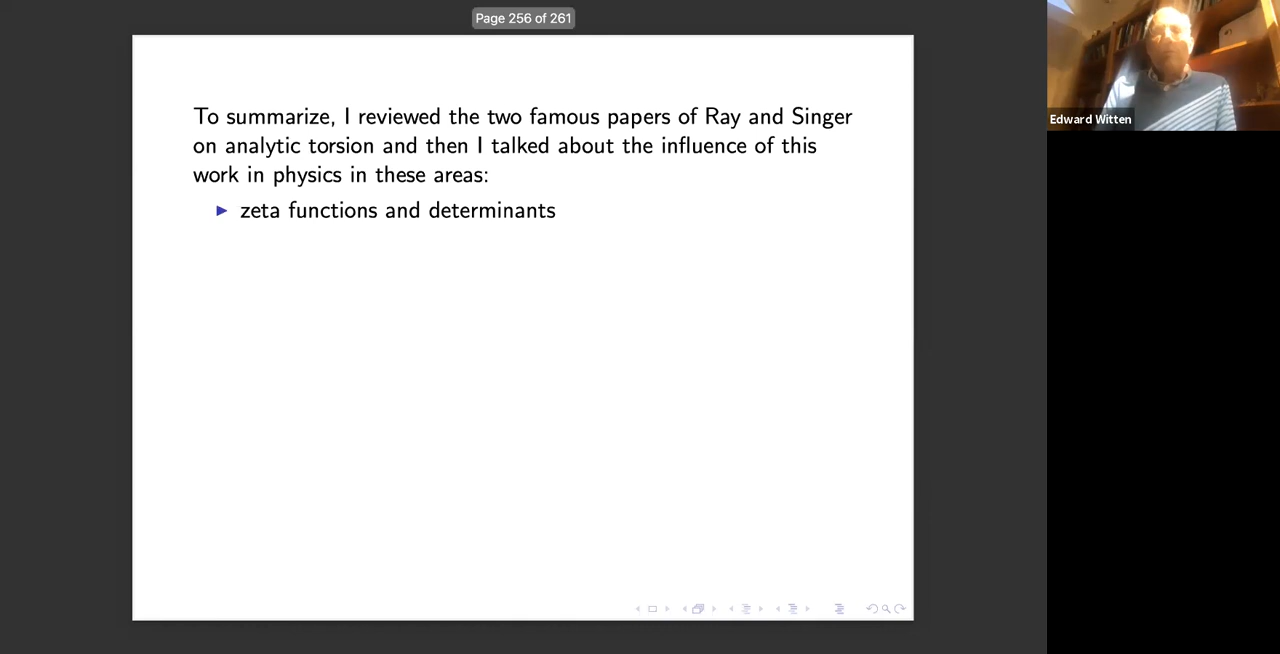 Page 256 of 261
To summarize, I reviewed the two famous papers of Ray and Singer
on analytic torsion and then I talked about the influence of this
work in physics in these areas:
▶ zeta functions and determinants
Edward Witten